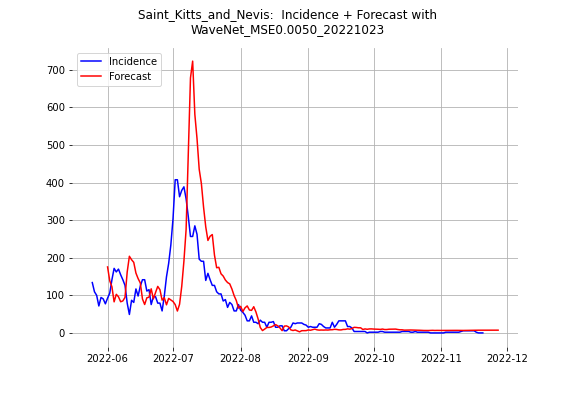 Saint_Kitts_and_Nevis:  Incidence + Forecast with
WaveNet_MSE0.0050_20221023
Incidence
Forecast
700
600
500
400
300
200
100
0
2022-06 2022-07 2022-08 2022-09 2022-10 2022-11 2022-12